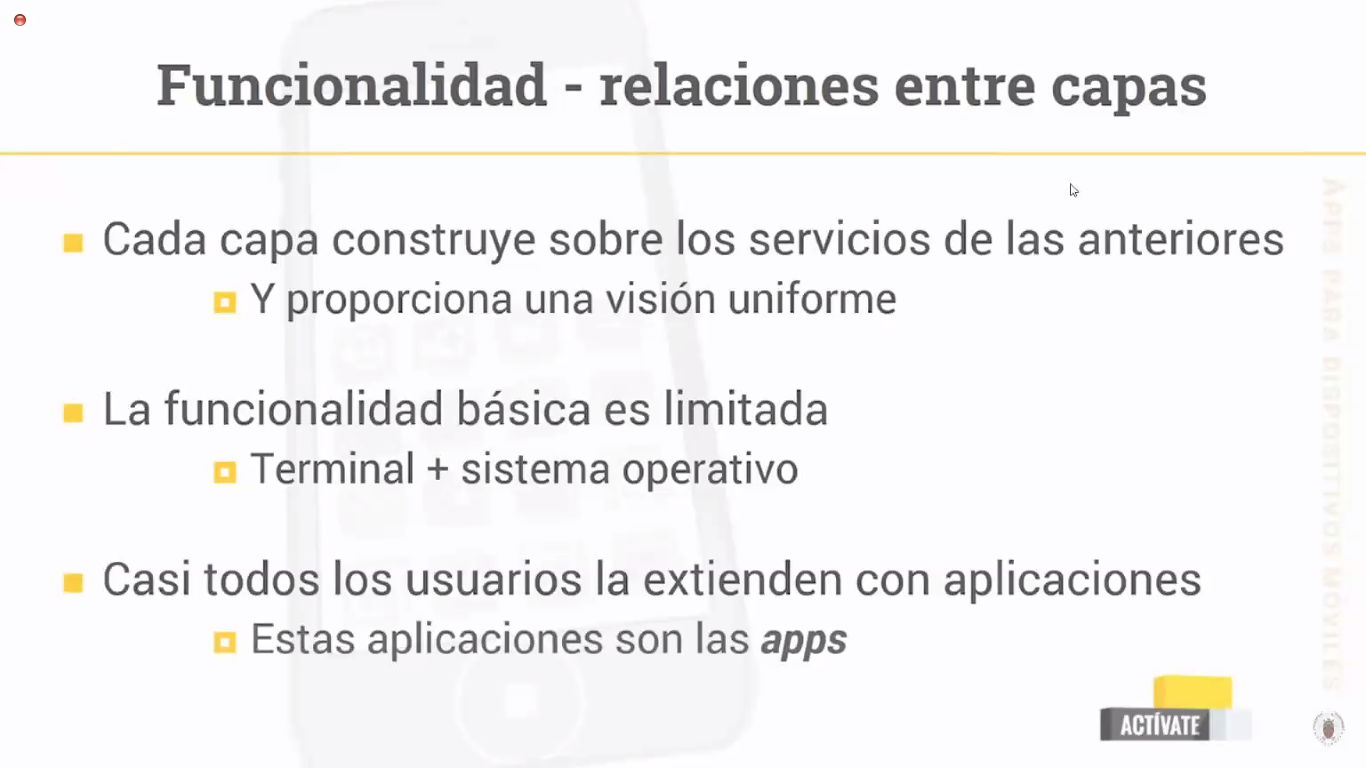 Funcionalidad - relaciones entre capas
Cada capa construye sobre los servicios de las anteriores
Y proporciona una visión uniforme
La funcionalidad básica es limitada
Terminal + sistema operativo
Casi todos los usuarios la extienden con aplicaciones
Estas aplicaciones son las apps
ACTÍVATE
APPS PARA DISPOSITIVOS MÓVILES